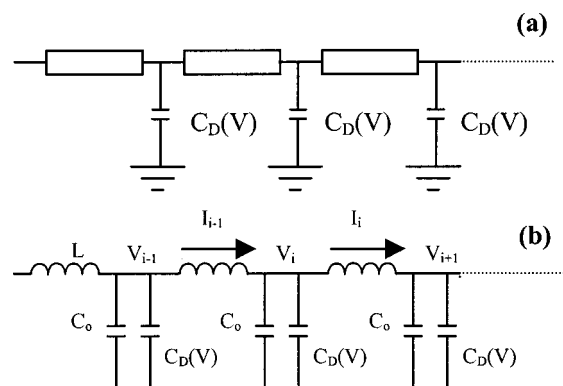 (a)
C_D(V) C_D(V) C_D(V)
(b)
I_{i-1} I_i
L V_{i-1} V_i V_{i+1}
C_o C_o C_o
C_D(V) C_D(V) C_D(V)